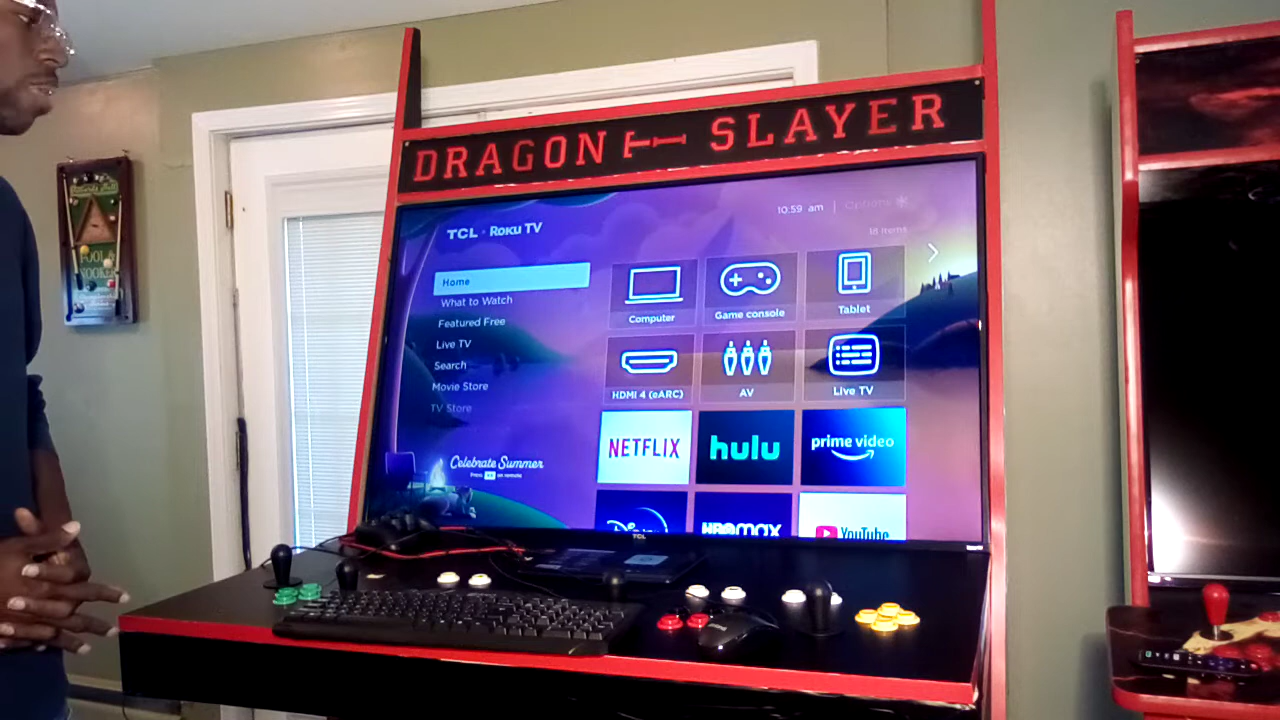 DRAGON II SLAYER
TCL • Roku TV
10:59 am | Options
18 items
Home
What to Watch
Featured Free
Live TV
Search
Movie Store
TV Store
Computer
Game console
Tablet
HDMI 4 (eARC)
AV
Live TV
NETFLIX
hulu
prime video
Celebrate Summer
HBOMAX
YouTube
TCL